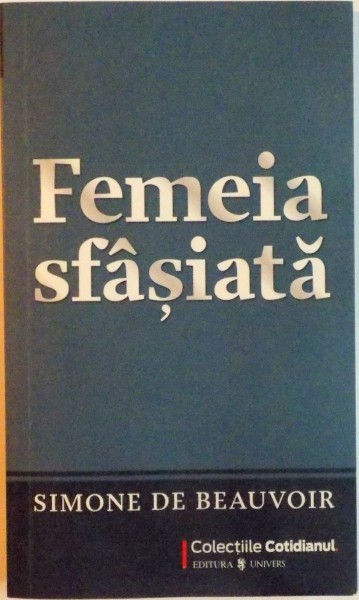 Femeia
sfâșiată
SIMONE DE BEAUVOIR
Colecțiile Cotidianul
EDITURA UNIVERS